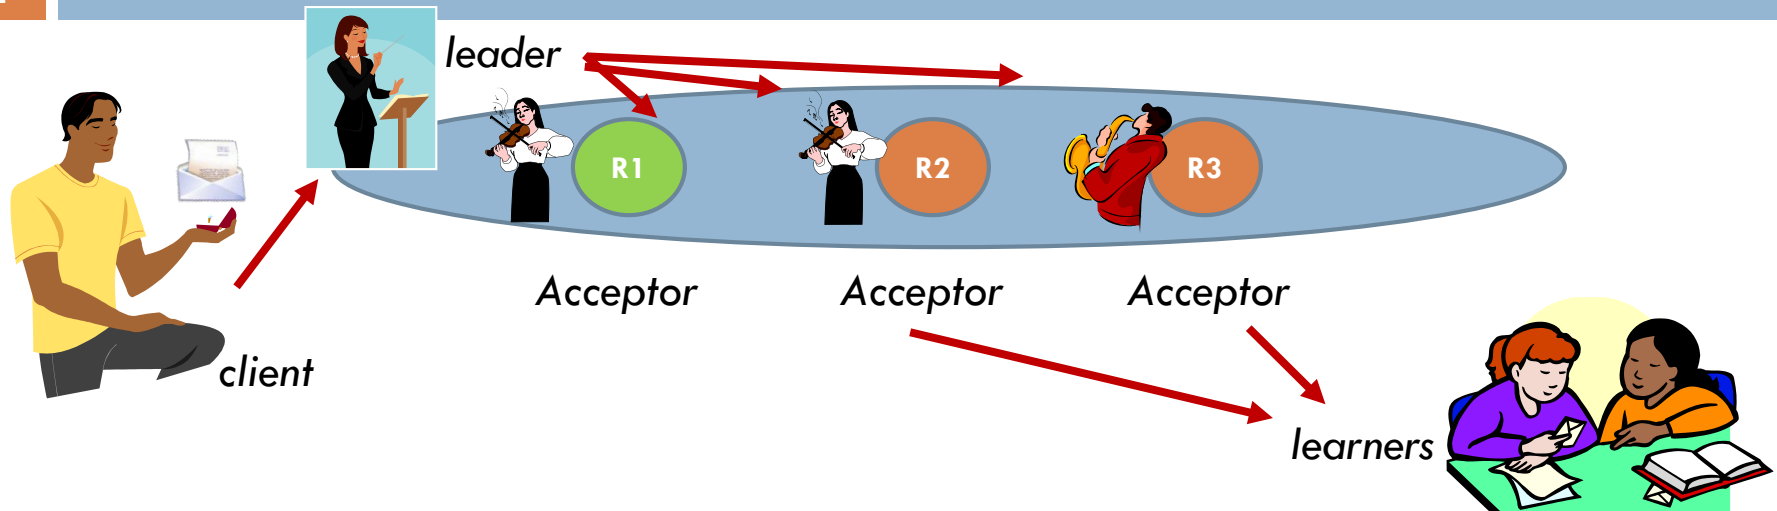 leader
R1
R2
R3
Acceptor
Acceptor
Acceptor
client
learners